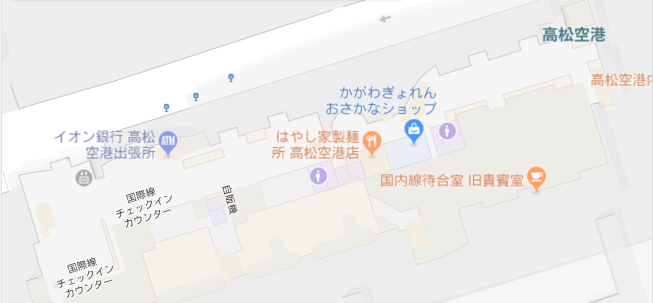 高松空港
高松空港内
かがわぎょれん
おさかなショップ
イオン銀行 高松
空港出張所
ATM
はやし家製麺
所 高松空港店
国内線待合室 旧貴賓室
国際線
チェックイン
カウンター
自販機
国際線
チェックイン
カウンター